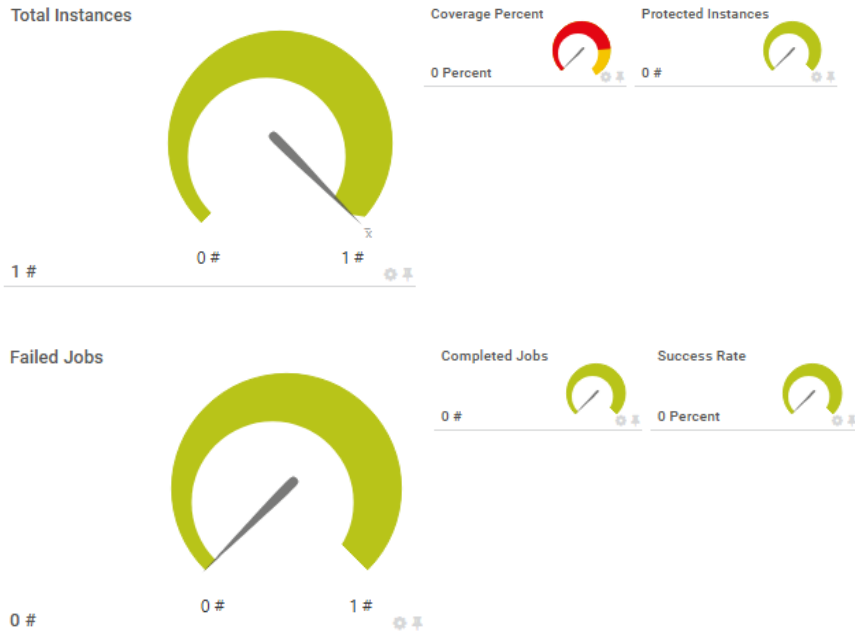 Total Instances
0 #
1 #
x̄
1 #
Coverage Percent
0 Percent
Protected Instances
0 #
Failed Jobs
0 #
1 #
0 #
Completed Jobs
0 #
Success Rate
0 Percent